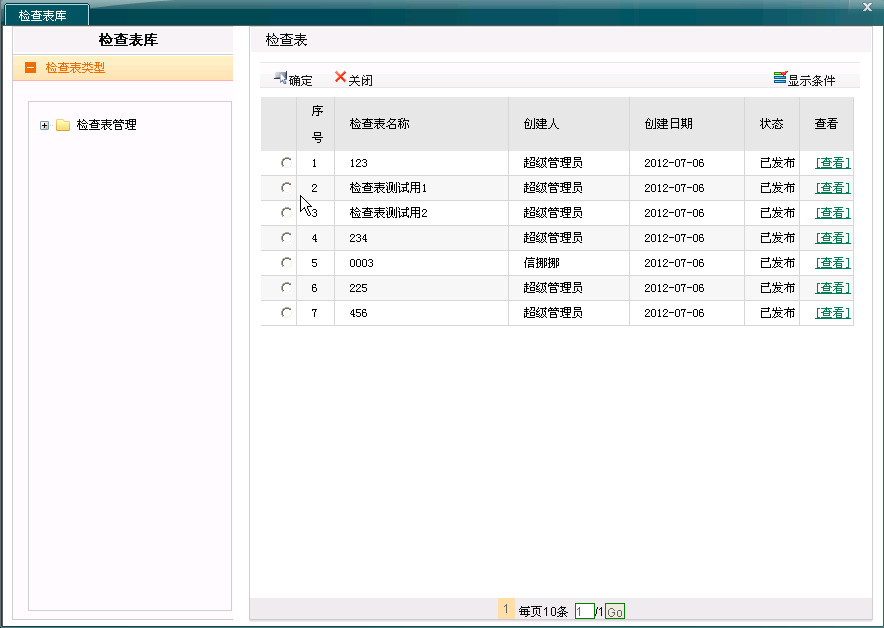 检查表库
x
检查表库
检查表类型
检查表管理
检查表
确定 关闭 显示条件
序号 检查表名称 创建人 创建日期 状态 查看
1 123 超级管理员 2012-07-06 已发布 [查看]
2 检查表测试用1 超级管理员 2012-07-06 已发布 [查看]
3 检查表测试用2 超级管理员 2012-07-06 已发布 [查看]
4 234 超级管理员 2012-07-06 已发布 [查看]
5 0003 信挪挪 2012-07-06 已发布 [查看]
6 225 超级管理员 2012-07-06 已发布 [查看]
7 456 超级管理员 2012-07-06 已发布 [查看]
1 每页10条 1 /1 Go